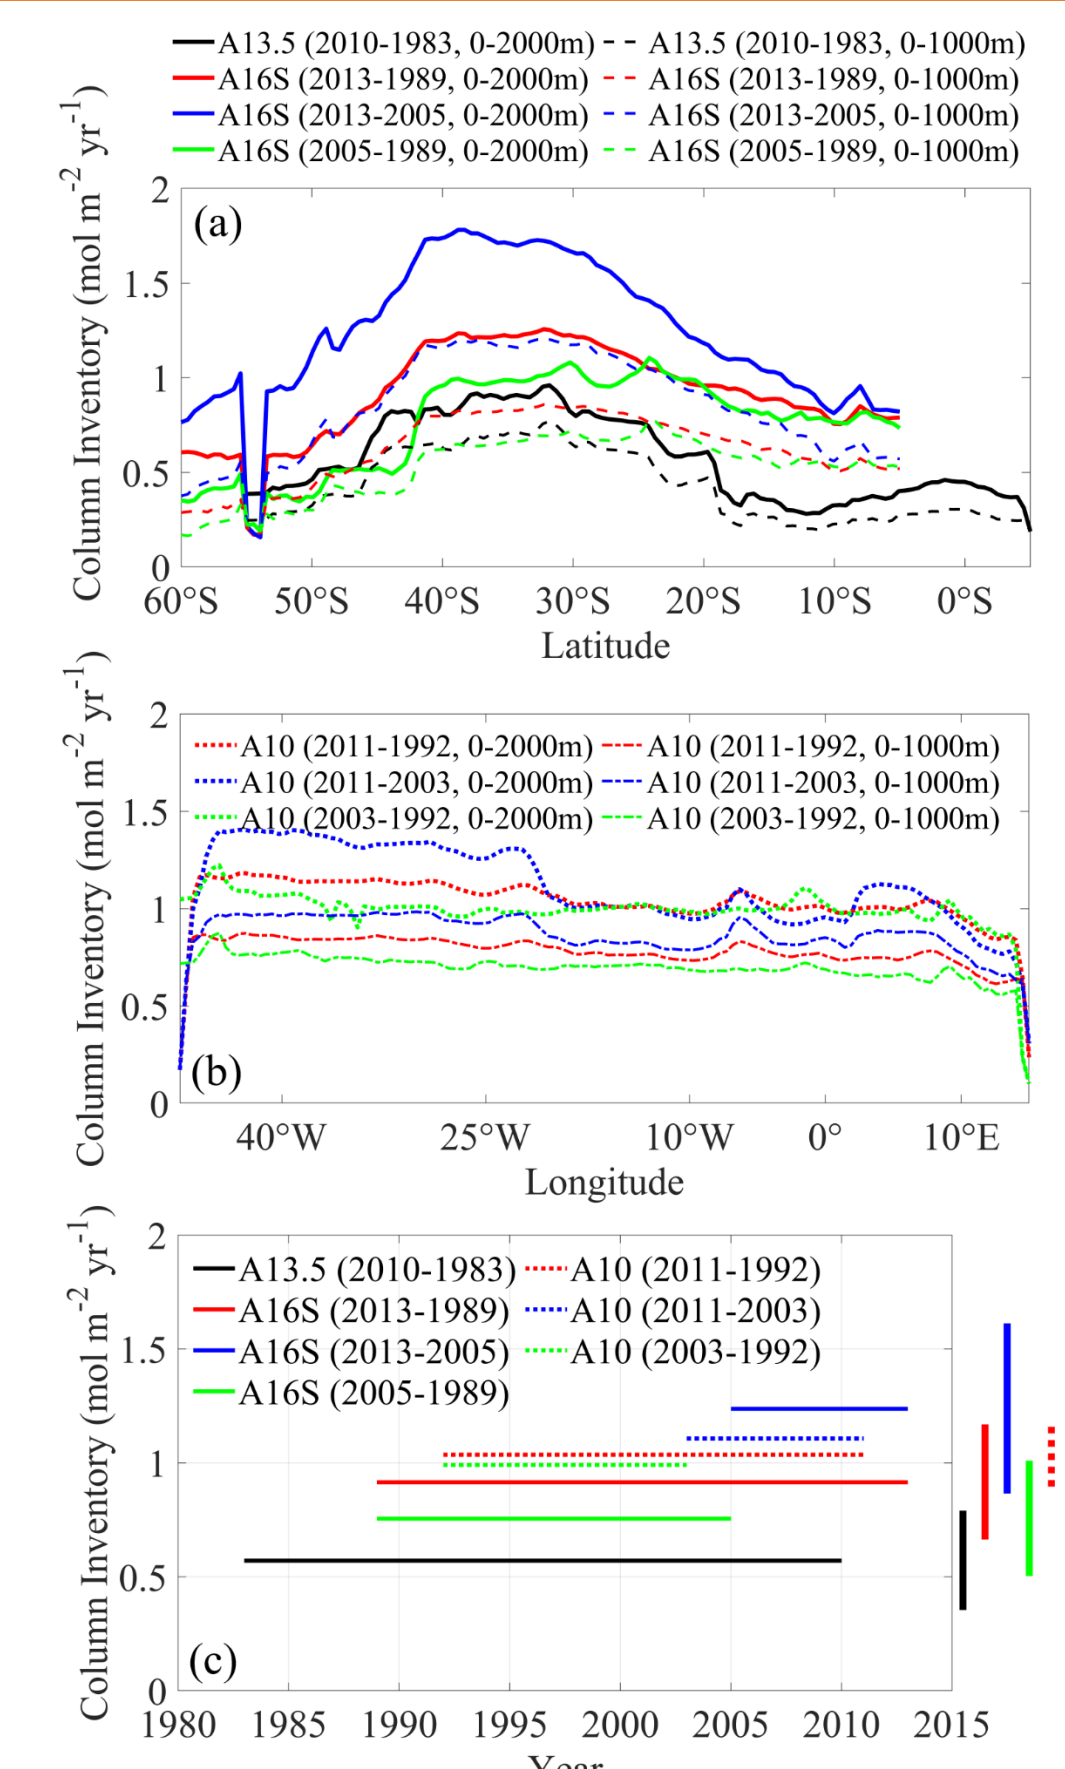 A13.5 (2010-1983, 0-2000m) A13.5 (2010-1983, 0-1000m)
A16S (2013-1989, 0-2000m) A16S (2013-1989, 0-1000m)
A16S (2013-2005, 0-2000m) A16S (2013-2005, 0-1000m)
A16S (2005-1989, 0-2000m) A16S (2005-1989, 0-1000m)
Column Inventory (mol m-2 yr-1)
(a)
2
1.5
1
0.5
0
60°S 50°S 40°S 30°S 20°S 10°S 0°S
Latitude
Column Inventory (mol m-2 yr-1)
A10 (2011-1992, 0-2000m) A10 (2011-1992, 0-1000m)
A10 (2011-2003, 0-2000m) A10 (2011-2003, 0-1000m)
A10 (2003-1992, 0-2000m) A10 (2003-1992, 0-1000m)
2
1.5
1
0.5
0
(b)
40°W 25°W 10°W 0° 10°E
Longitude
Column Inventory (mol m-2 yr-1)
A13.5 (2010-1983) A10 (2011-1992)
A16S (2013-1989) A10 (2011-2003)
A16S (2013-2005) A10 (2003-1992)
A16S (2005-1989)
2
1.5
1
0.5
0
(c)
1980 1985 1990 1995 2000 2005 2010 2015
Year